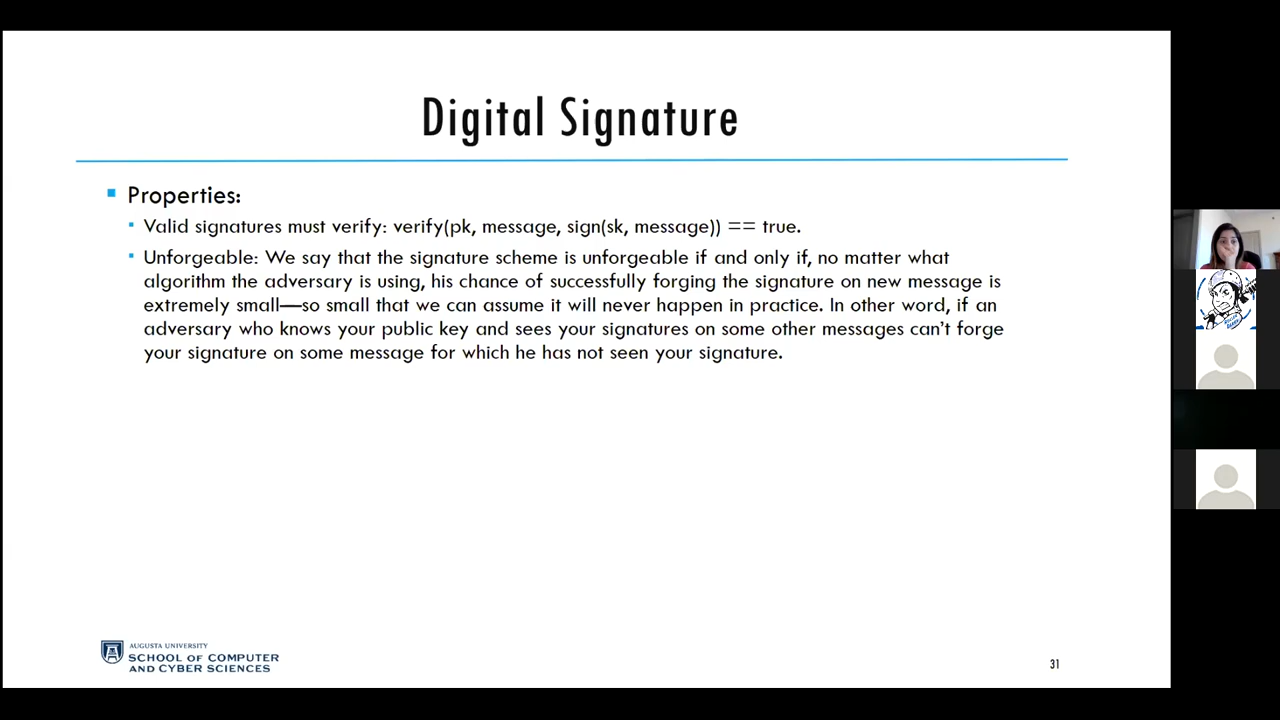 Digital Signature
Properties:
Valid signatures must verify: verify(pk, message, sign(sk, message)) == true.
Unforgeable: We say that the signature scheme is unforgeable if and only if, no matter what
algorithm the adversary is using, his chance of successfully forging the signature on new message is
extremely small—so small that we can assume it will never happen in practice. In other word, if an
adversary who knows your public key and sees your signatures on some other messages can't forge
your signature on some message for which he has not seen your signature.
AUGUSTA UNIVERSITY
SCHOOL OF COMPUTER
AND CYBER SCIENCES
31